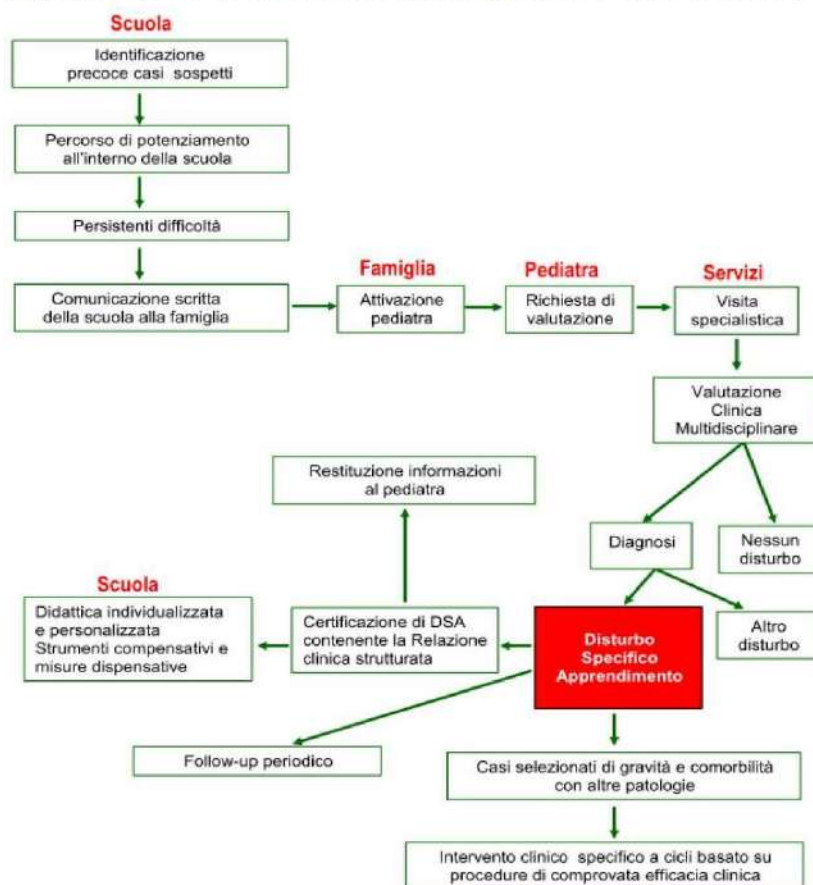 Scuola
Identificazione
precoce casi sospetti
Percorso di potenziamento
all'interno della scuola
Persistenti difficoltà
Comunicazione scritta
della scuola alla famiglia
Famiglia
Attivazione
pediatra
Pediatra
Richiesta di
valutazione
Servizi
Visita
specialistica
Valutazione
Clinica
Multidisciplinare
Restituzione informazioni
al pediatra
Diagnosi
Nessun
disturbo
Scuola
Didattica individualizzata
e personalizzata
Strumenti compensativi e
misure dispensative
Certificazione di DSA
contenente la Relazione
clinica strutturata
Disturbo
Specifico
Apprendimento
Altro
disturbo
Follow-up periodico
Casi selezionati di gravità e comorbilità
con altre patologie
Intervento clinico specifico a cicli basato su
procedure di comprovata efficacia clinica